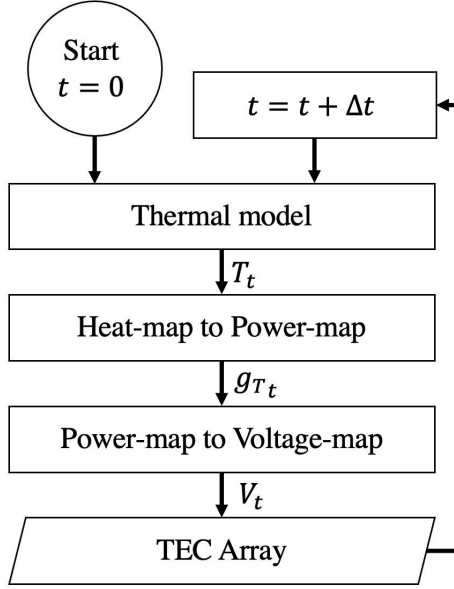 Start
t = 0
t = t + Δt
Thermal model
T_t
Heat-map to Power-map
g_{T_t}
Power-map to Voltage-map
V_t
TEC Array